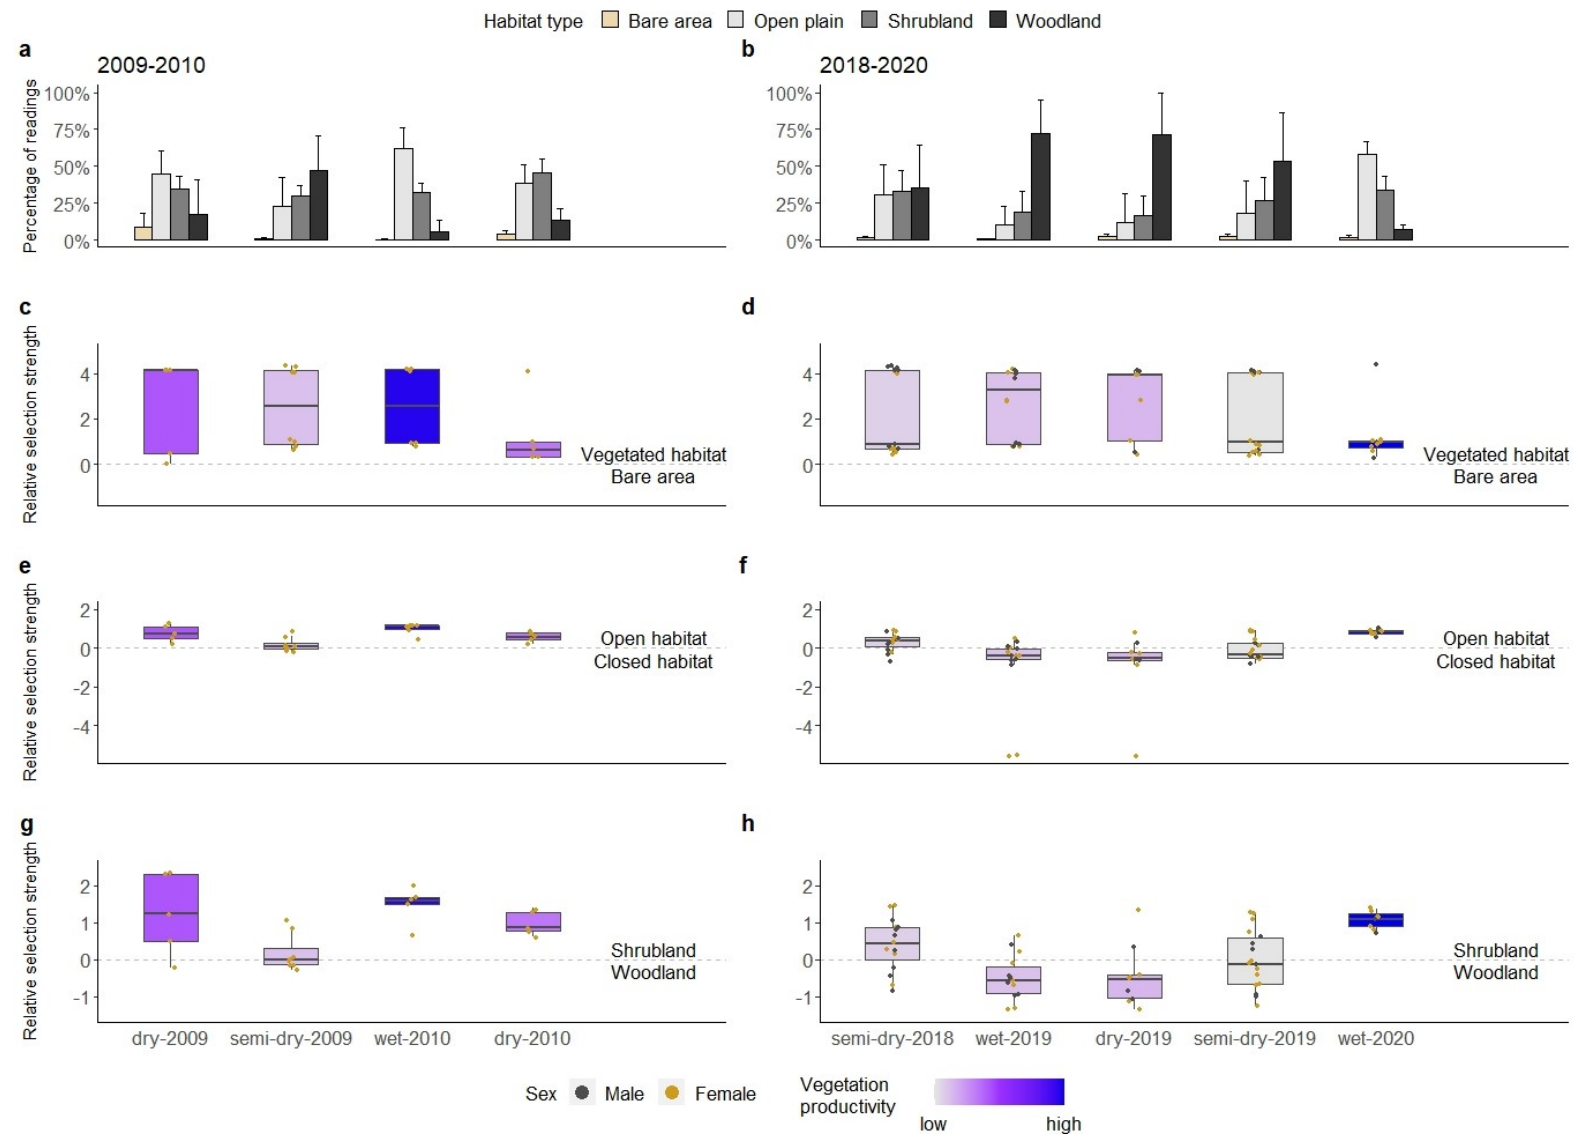 Habitat type Bare area Open plain Shrubland Woodland
a
b
2009-2010
2018-2020
Percentage of readings
100%
75%
50%
25%
0%
100%
75%
50%
25%
0%
c
d
Relative selection strength
4
2
0
Vegetated habitat
Bare area
4
2
0
Vegetated habitat
Bare area
e
f
Relative selection strength
2
0
-2
-4
Open habitat
Closed habitat
2
0
-2
-4
Open habitat
Closed habitat
g
h
Relative selection strength
2
1
0
-1
Shrubland
Woodland
2
1
0
-1
Shrubland
Woodland
dry-2009 semi-dry-2009 wet-2010 dry-2010
semi-dry-2018 wet-2019 dry-2019 semi-dry-2019 wet-2020
Sex Male Female
Vegetation
productivity
low high